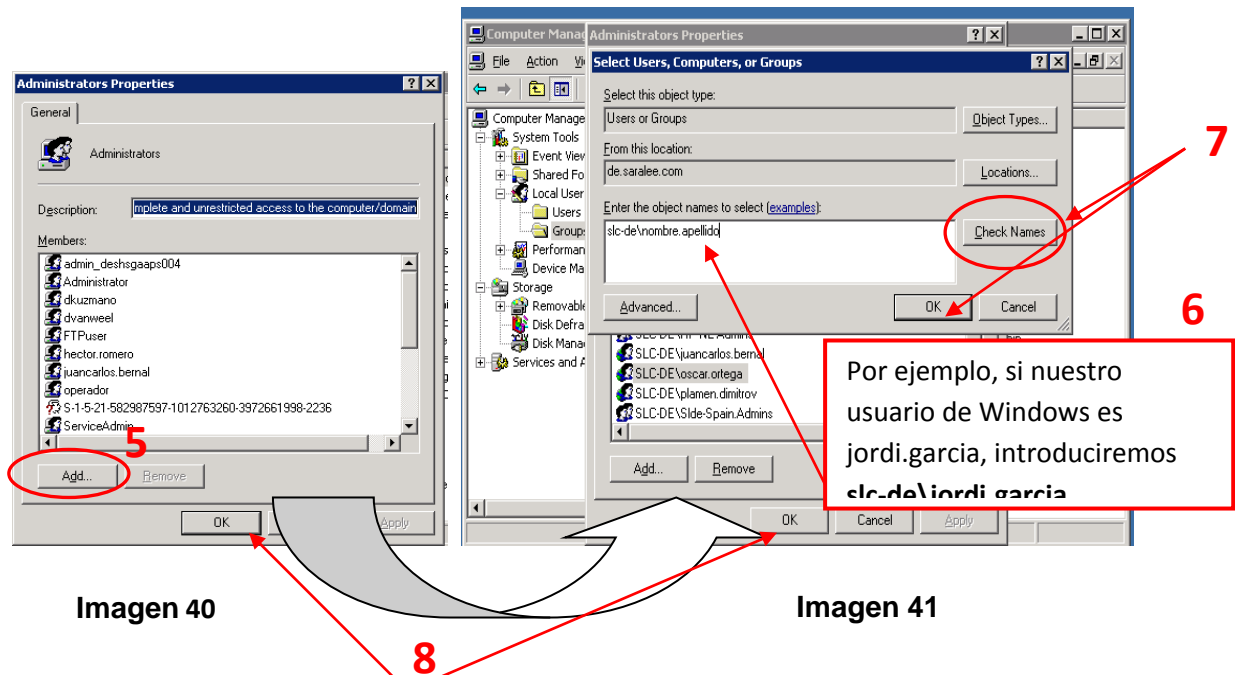 Administrators Properties
General
Administrators
Description:
mplete and unrestricted access to the computer/domain
Members:
admin_deshsgaaps004
Administrator
dkuzmano
dvanweel
FTPuser
hector.romero
juancarlos.bernal
operador
S-1-5-21-582987597-1012763260-3972661998-2236
ServiceAdmin
5
Add...
Remove
OK
Apply
Imagen 40
Computer Manag
Administrators Properties
File Action
Select Users, Computers, or Groups
Select this object type:
Users or Groups
Object Types...
From this location:
de.saralee.com
Locations...
Enter the object names to select (examples):
slc-de\nombre.apellido
Check Names
Advanced...
OK
Cancel
Computer Manage
System Tools
Event View
Shared Fo
Local User
Users
Groups
Performan
Device Ma
Storage
Removable
Disk Defra
Disk Manag
Services and A
SLC-DE\juancarlos.bernal
SLC-DE\oscar.ortega
SLC-DE\plamen.dimitrov
SLC-DE\Slde-Spain.Admins
Add...
Remove
OK
Cancel
Apply
7
6
Por ejemplo, si nuestro
usuario de Windows es
jordi.garcia, introduciremos
slc-de\jordi.garcia
Imagen 41
8